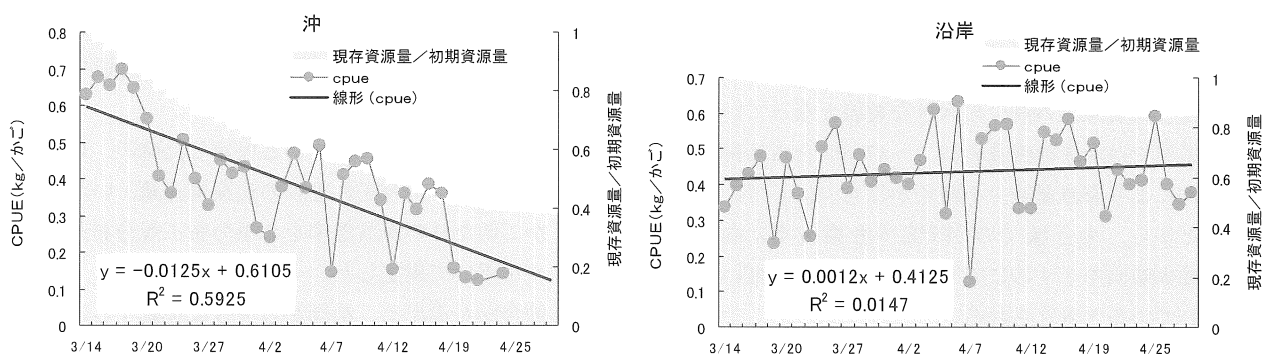 沖
現存資源量／初期資源量
cpue
線形（cpue）
CPUE（kg／かご）
0.8
0.7
0.6
0.5
0.4
0.3
0.2
0.1
0
1
0.8
0.6
0.4
0.2
0
現存資源量／初期資源量
y = −0.0125x + 0.6105
R² = 0.5925
3/14 3/20 3/27 4/2 4/7 4/12 4/19 4/25
沿岸
現存資源量／初期資源量
cpue
線形（cpue）
CPUE（kg／かご）
0.7
0.6
0.5
0.4
0.3
0.2
0.1
0
1
0.8
0.6
0.4
0.2
0
現存資源量／初期資源量
y = 0.0012x + 0.4125
R² = 0.0147
3/14 3/20 3/27 4/2 4/7 4/12 4/19 4/25